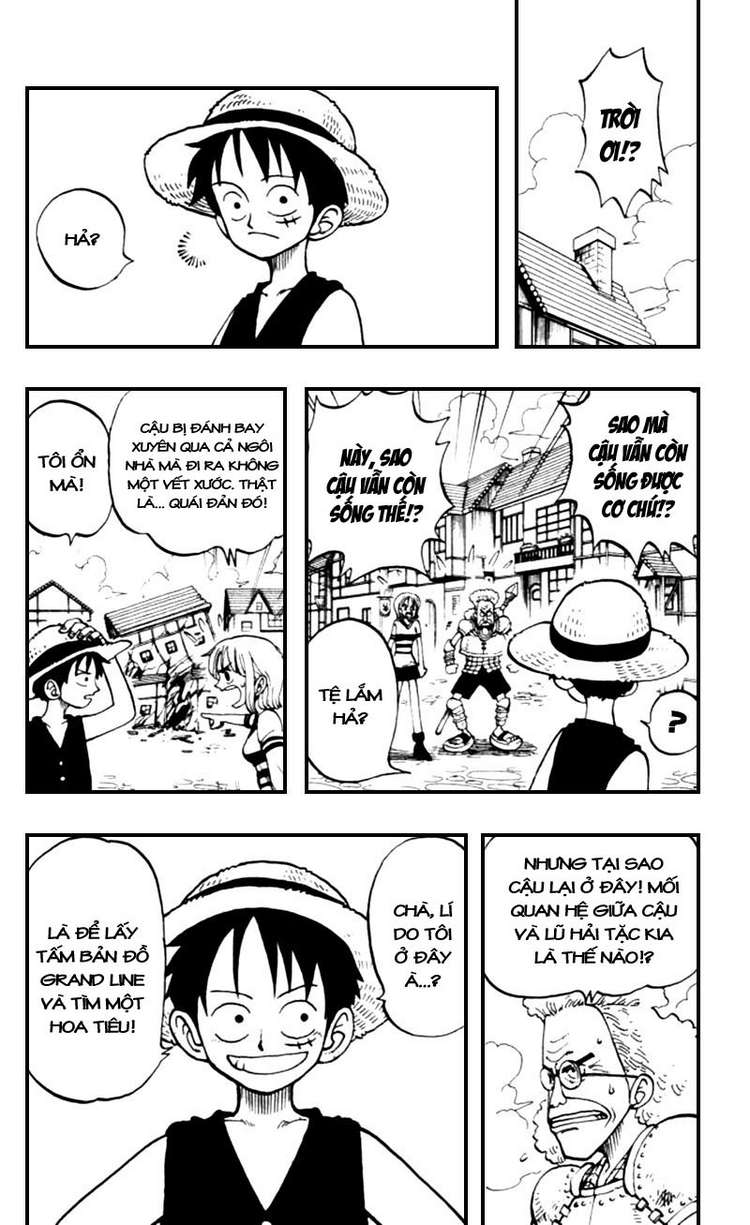 TRỜI
ƠI!?
HẢ?
SAO MÀ
CẬU VẪN CÒN
SỐNG ĐƯỢC
CƠ CHỨ!?
NÀY, SAO
CẬU VẪN CÒN
SỐNG THẾ!?
?
TỆ LẮM
HẢ?
CẬU BỊ ĐÁNH BAY
XUYÊN QUA CẢ NGÔI
NHÀ MÀ ĐI RA KHÔNG
MỘT VẾT XƯỚC. THẬT
LÀ... QUÁI ĐẢN ĐÓ!
TÔI ỔN
MÀ!
NHƯNG TẠI SAO
CẬU LẠI Ở ĐÂY! MỐI
QUAN HỆ GIỮA CẬU
VÀ LŨ HẢI TẶC KIA
LÀ THẾ NÀO!?
CHÀ, LÍ
DO TÔI
Ở ĐÂY
À...?
LÀ ĐỂ LẤY
TẤM BẢN ĐỒ
GRAND LINE
VÀ TÌM MỘT
HOA TIÊU!